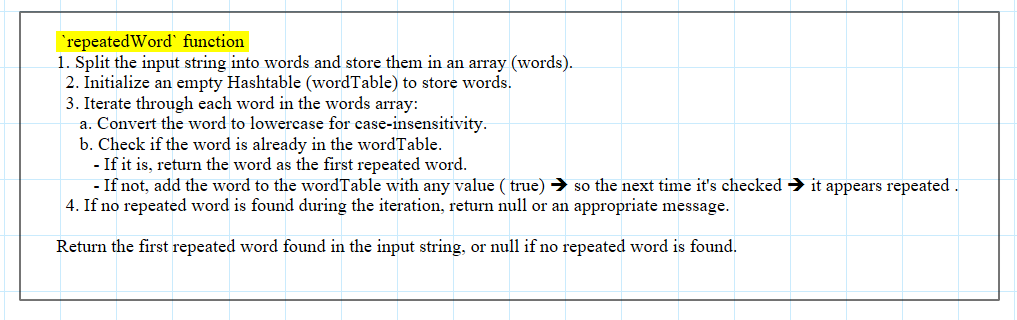 `repeatedWord` function
1. Split the input string into words and store them in an array (words).
2. Initialize an empty Hashtable (wordTable) to store words.
3. Iterate through each word in the words array:
a. Convert the word to lowercase for case-insensitivity.
b. Check if the word is already in the wordTable.
- If it is, return the word as the first repeated word.
- If not, add the word to the wordTable with any value ( true) ➔ so the next time it's checked ➔ it appears repeated .
4. If no repeated word is found during the iteration, return null or an appropriate message.
Return the first repeated word found in the input string, or null if no repeated word is found.